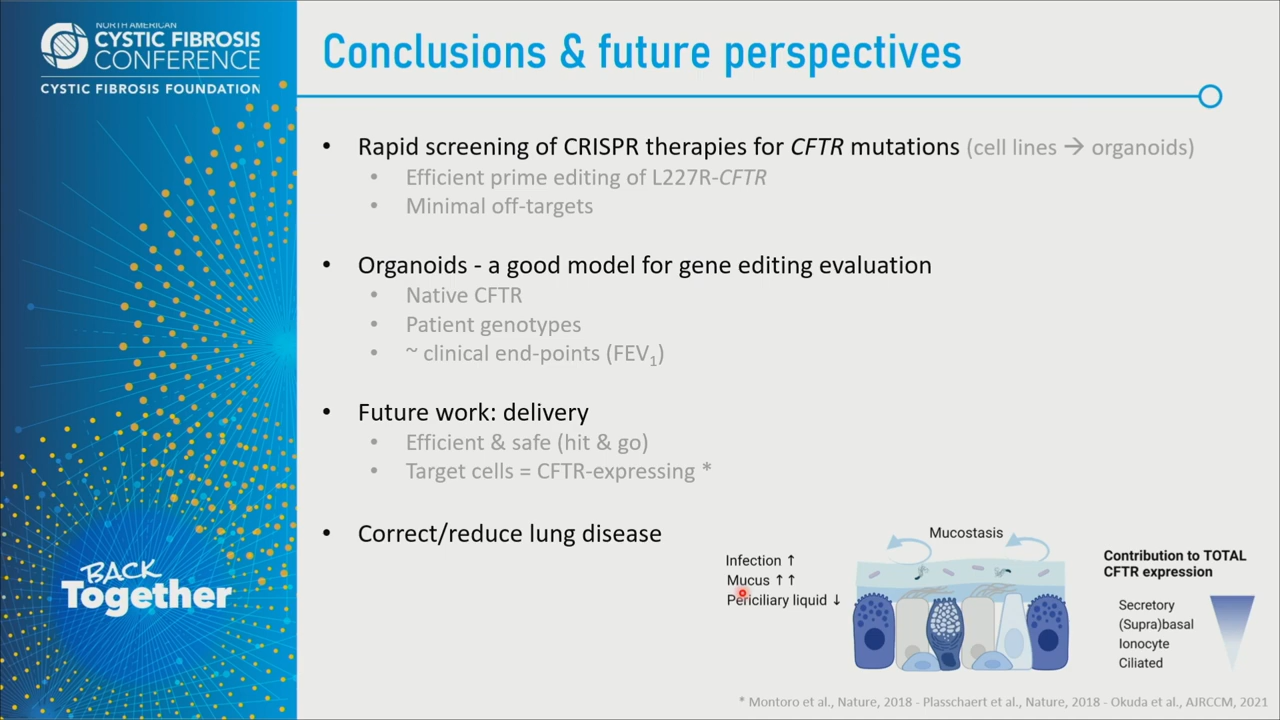 NORTH AMERICAN
CYSTIC FIBROSIS
CONFERENCE
CYSTIC FIBROSIS FOUNDATION
BACK
Together
Conclusions & future perspectives
• Rapid screening of CRISPR therapies for CFTR mutations (cell lines → organoids)
• Efficient prime editing of L227R-CFTR
• Minimal off-targets
• Organoids - a good model for gene editing evaluation
• Native CFTR
• Patient genotypes
• ~ clinical end-points (FEV₁)
• Future work: delivery
• Efficient & safe (hit & go)
• Target cells = CFTR-expressing *
• Correct/reduce lung disease
Mucostasis
Infection ↑
Mucus ↑↑
Periciliary liquid ↓
Contribution to TOTAL
CFTR expression
Secretory
(Supra)basal
Ionocyte
Ciliated
* Montoro et al., Nature, 2018 - Plasschaert et al., Nature, 2018 - Okuda et al., AJRCCM, 2021